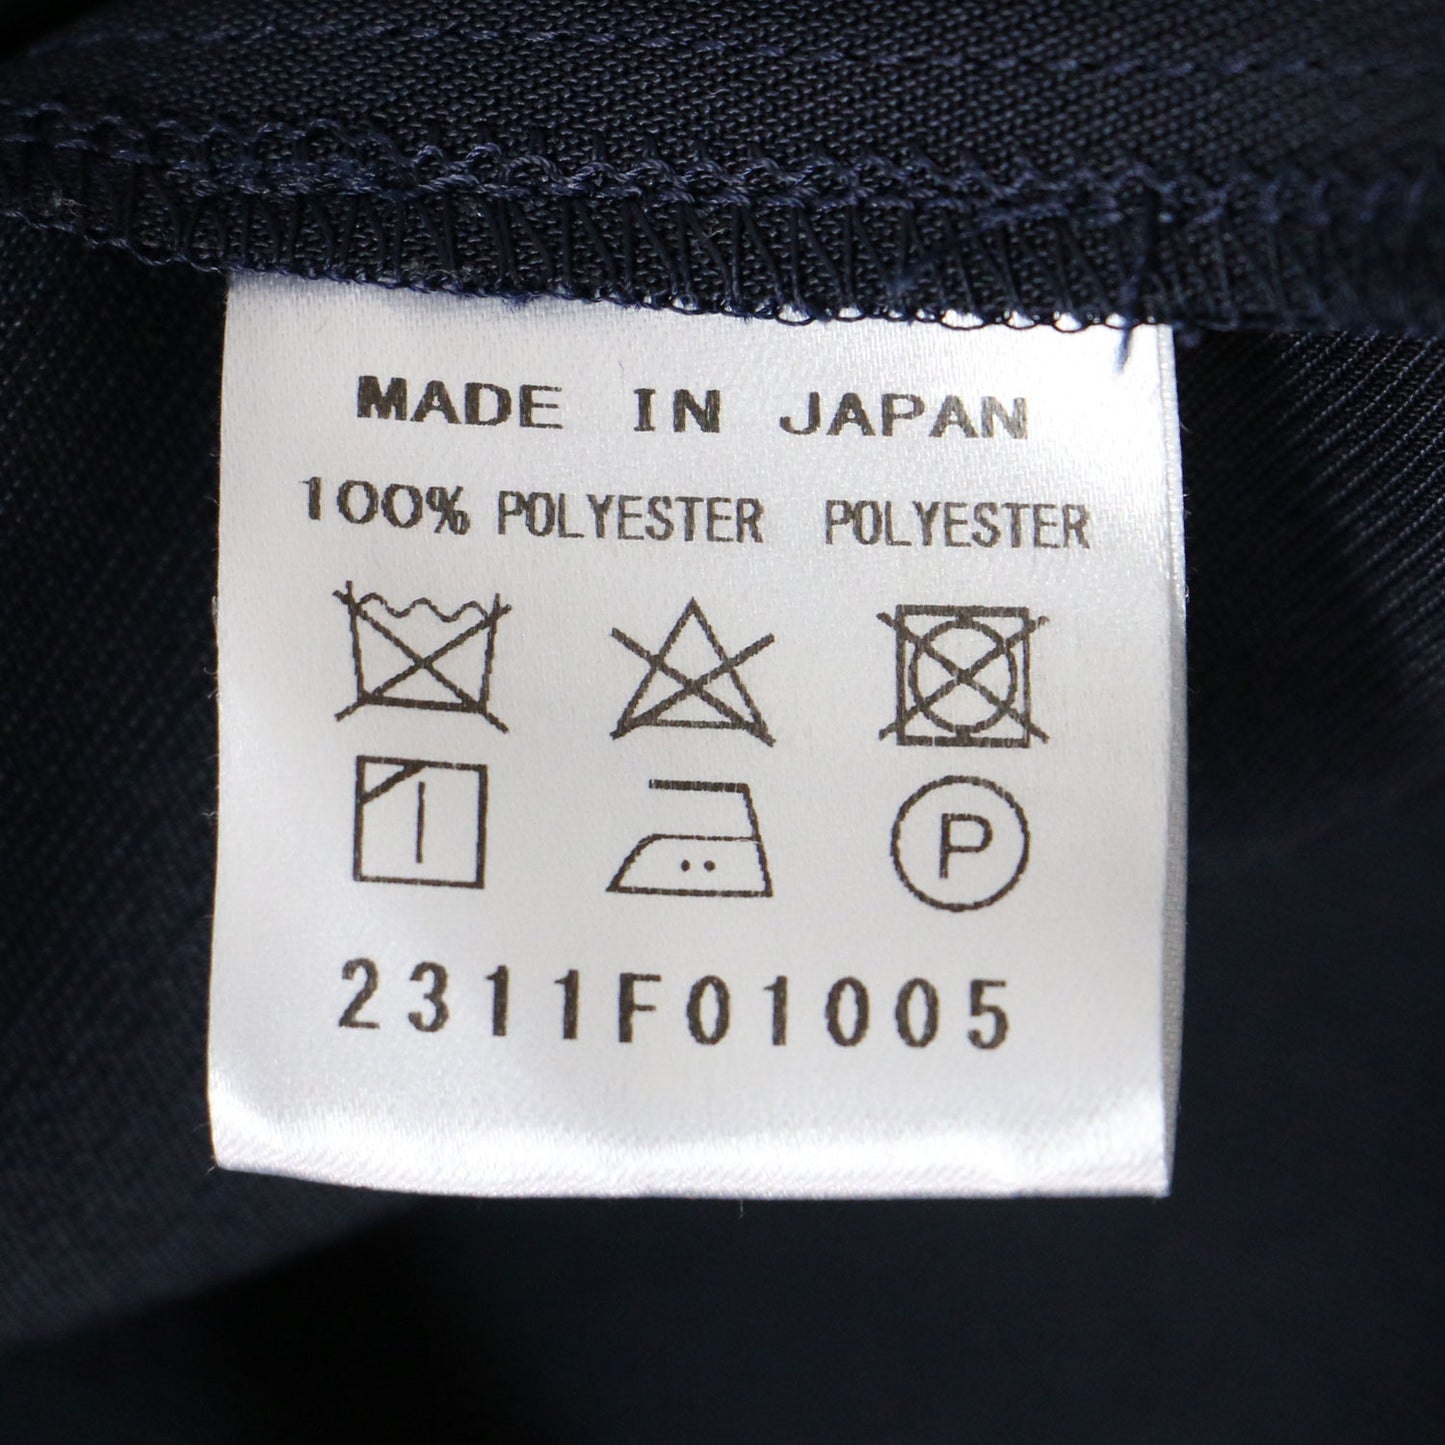 MADE IN JAPAN
100% POLYESTER POLYESTER
P
2311F01005